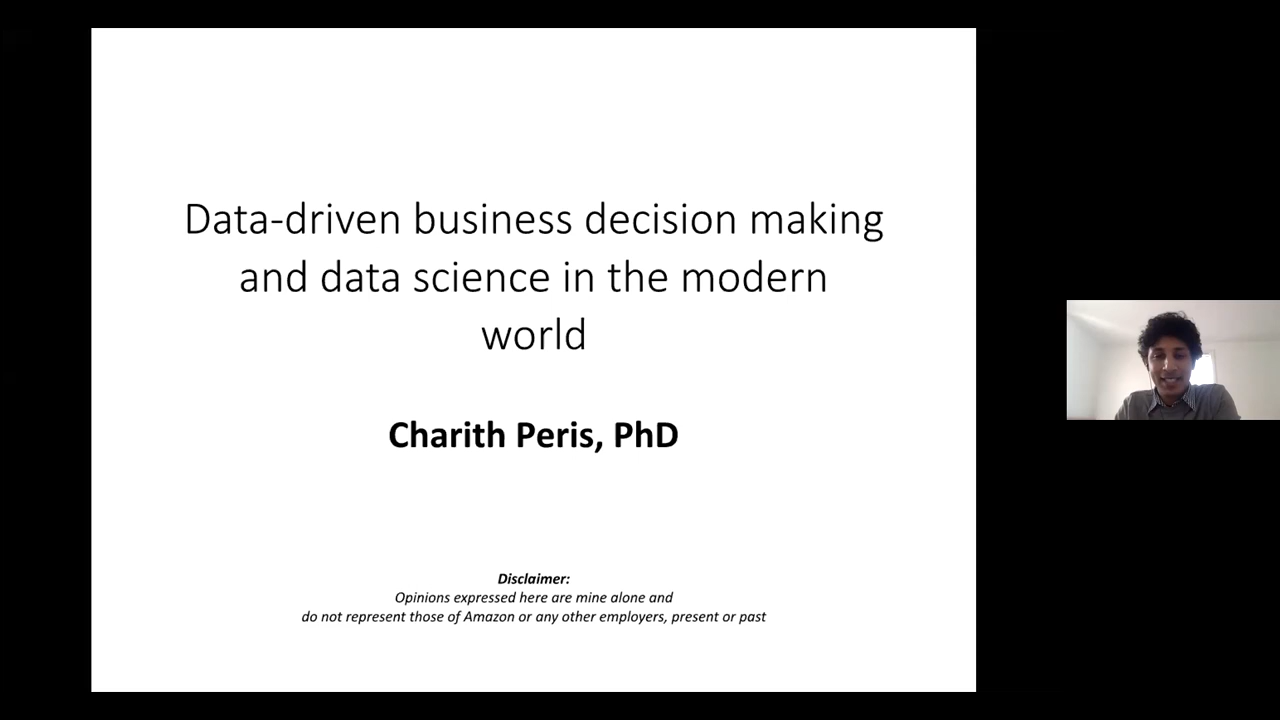 Data-driven business decision making
and data science in the modern
world
Charith Peris, PhD
Disclaimer:
Opinions expressed here are mine alone and
do not represent those of Amazon or any other employers, present or past